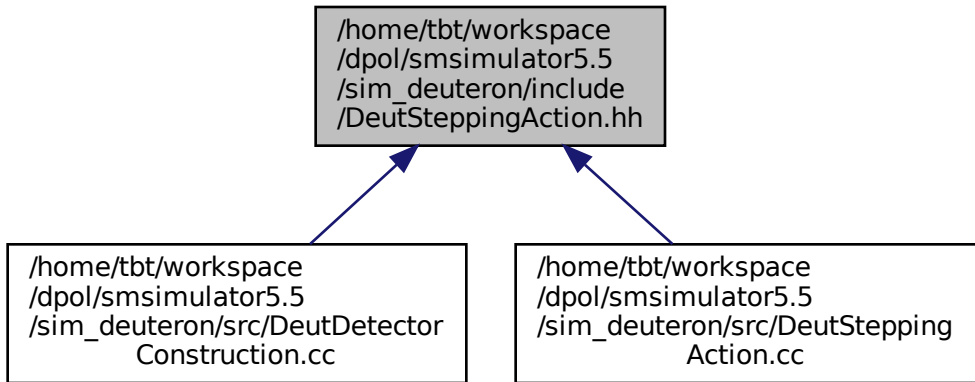 /home/tbt/workspace
/dpol/smsimulator5.5
/sim_deuteron/include
/DeutSteppingAction.hh
/home/tbt/workspace
/dpol/smsimulator5.5
/sim_deuteron/src/DeutDetector
Construction.cc
/home/tbt/workspace
/dpol/smsimulator5.5
/sim_deuteron/src/DeutStepping
Action.cc